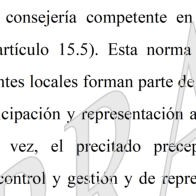 consejería competente en
artículo 15.5). Esta norma
ntes locales forman parte de
cipación y representación a
vez, el precitado precep
control y gestión y de repre